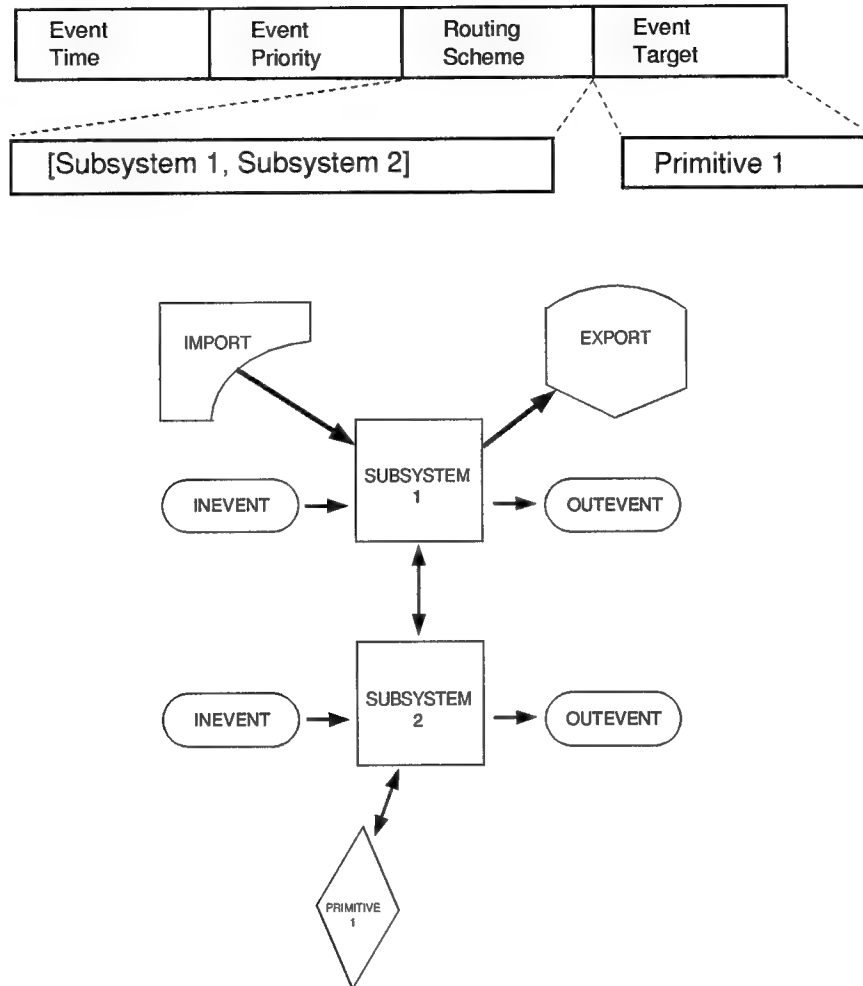 Event Time
Event Priority
Routing Scheme
Event Target
[Subsystem 1, Subsystem 2]
Primitive 1
IMPORT
EXPORT
SUBSYSTEM
1
INEVENT
OUTEVENT
SUBSYSTEM
2
INEVENT
OUTEVENT
PRIMITIVE
1